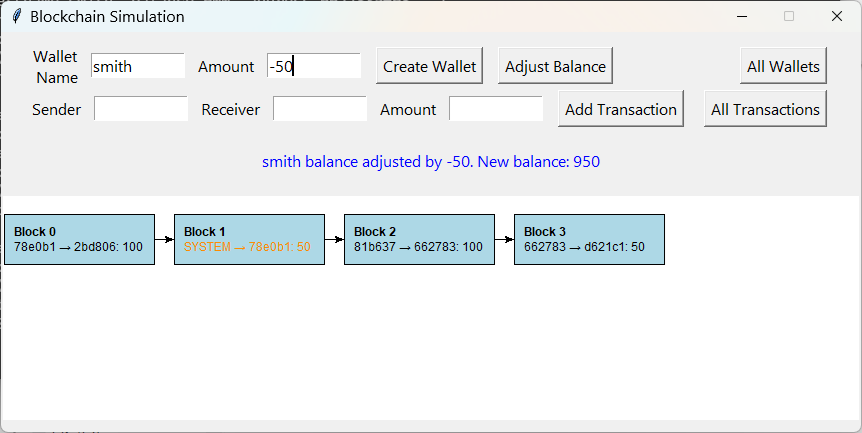 Blockchain Simulation
Wallet Name smith Amount -50 Create Wallet Adjust Balance All Wallets
Sender Receiver Amount Add Transaction All Transactions
smith balance adjusted by -50. New balance: 950
Block 0
78e0b1 → 2bd806: 100
Block 1
SYSTEM → 78e0b1: 50
Block 2
81b637 → 662783: 100
Block 3
662783 → d621c1: 50